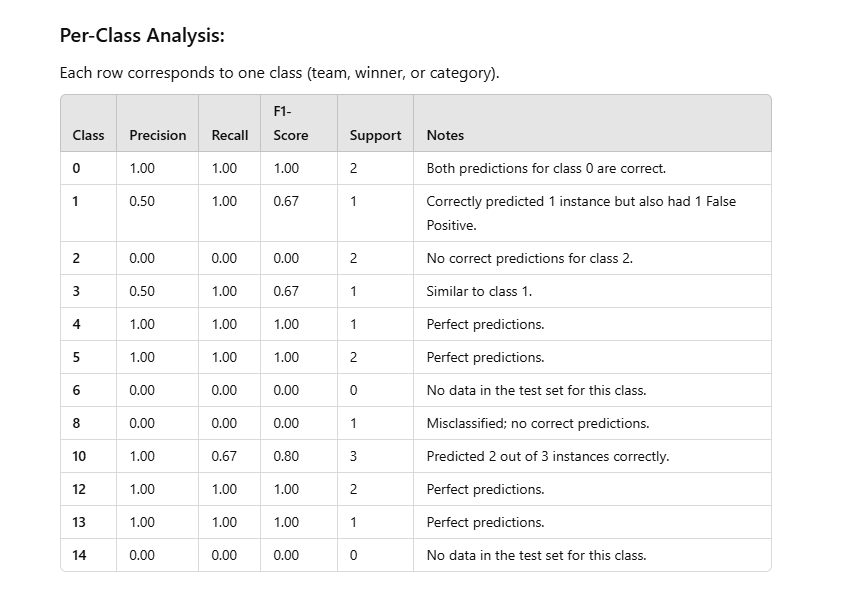 Per-Class Analysis:
Each row corresponds to one class (team, winner, or category).
Class Precision Recall F1-Score Support Notes
0 1.00 1.00 1.00 2 Both predictions for class 0 are correct.
1 0.50 1.00 0.67 1 Correctly predicted 1 instance but also had 1 False
Positive.
2 0.00 0.00 0.00 2 No correct predictions for class 2.
3 0.50 1.00 0.67 1 Similar to class 1.
4 1.00 1.00 1.00 1 Perfect predictions.
5 1.00 1.00 1.00 2 Perfect predictions.
6 0.00 0.00 0.00 0 No data in the test set for this class.
8 0.00 0.00 0.00 1 Misclassified; no correct predictions.
10 1.00 0.67 0.80 3 Predicted 2 out of 3 instances correctly.
12 1.00 1.00 1.00 2 Perfect predictions.
13 1.00 1.00 1.00 1 Perfect predictions.
14 0.00 0.00 0.00 0 No data in the test set for this class.